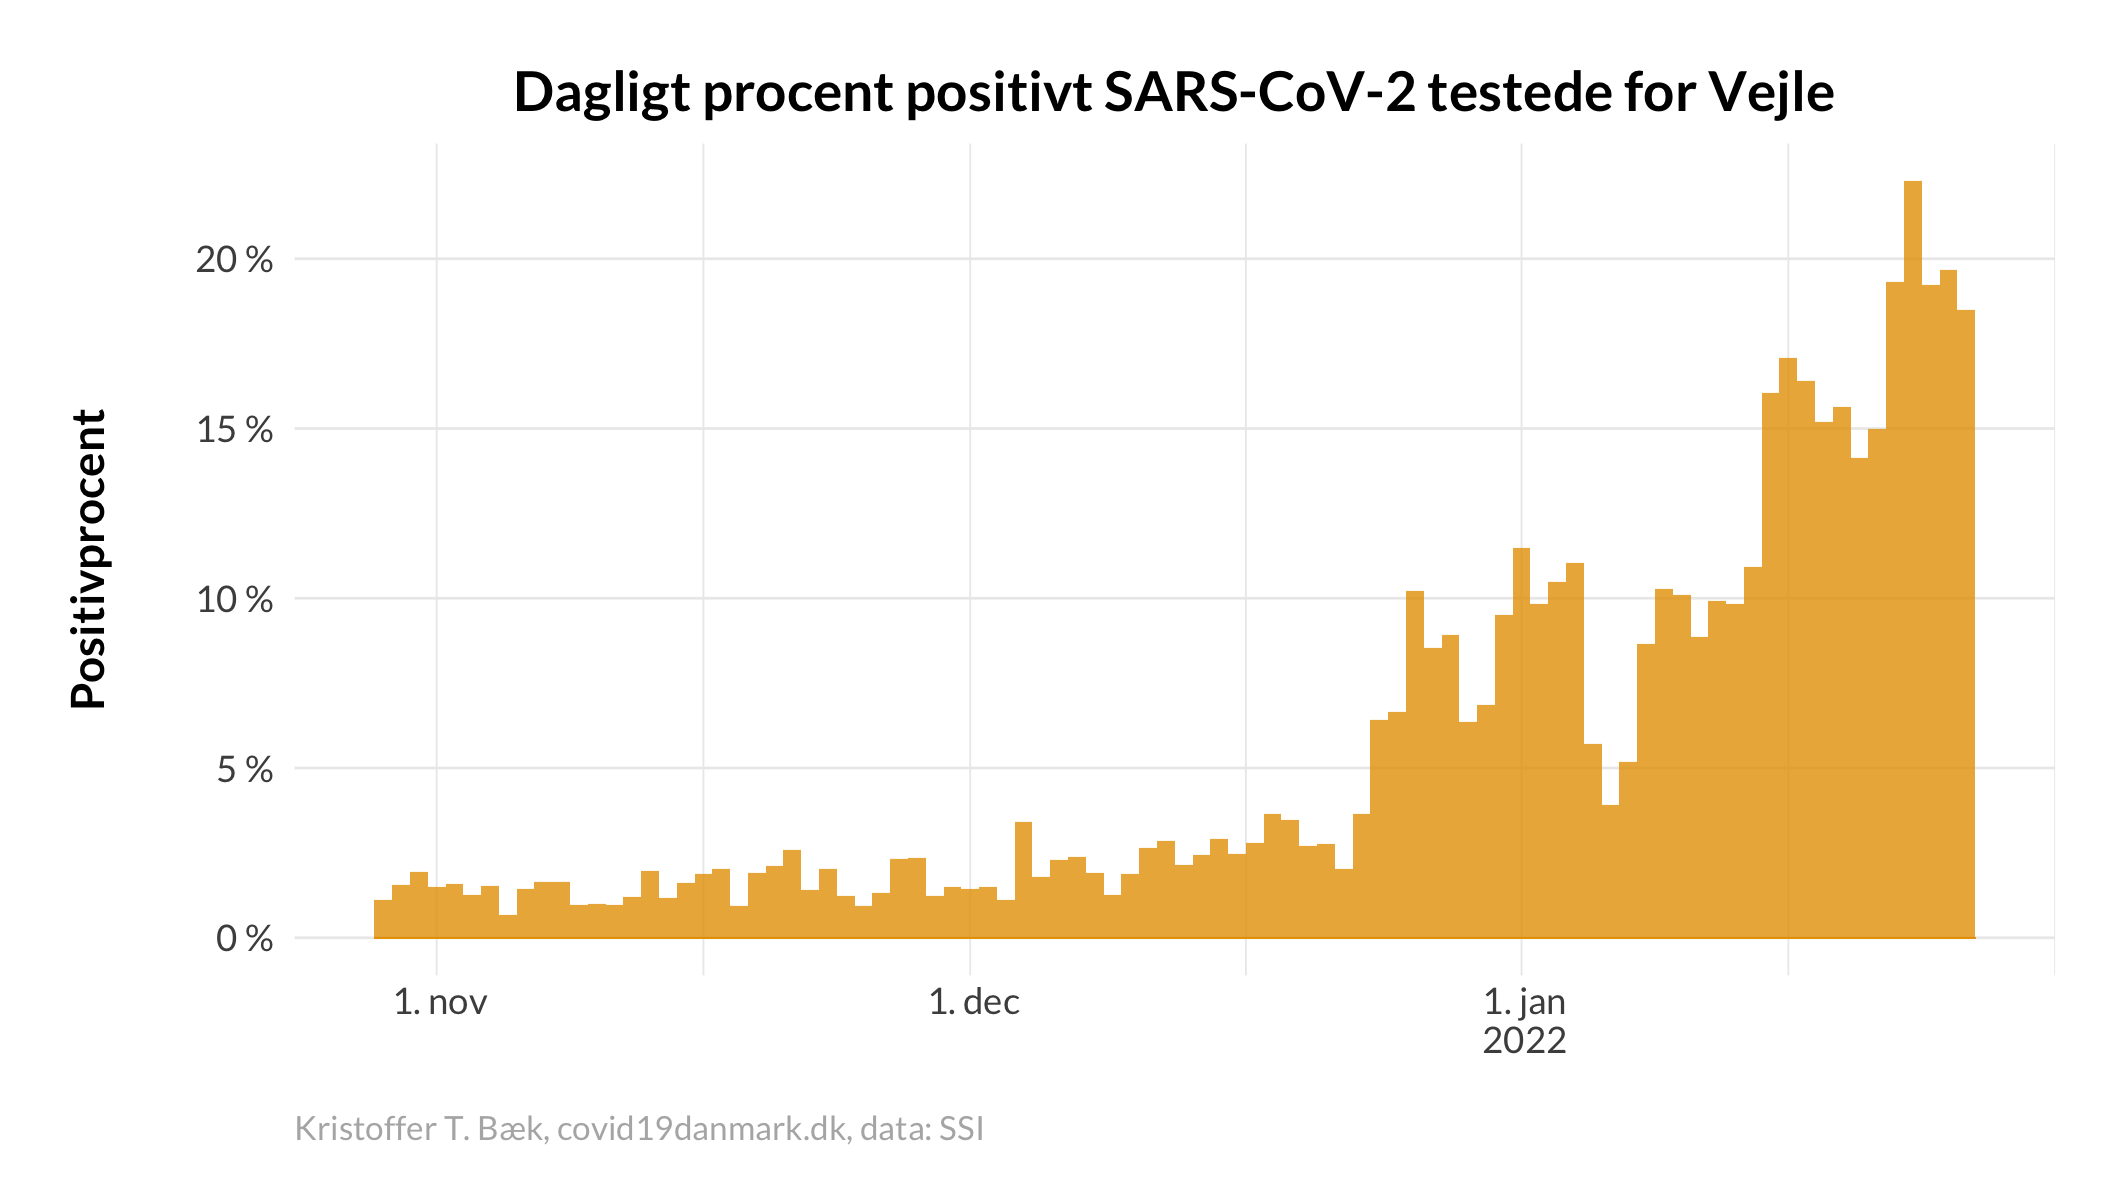 Dagligt procent positivt SARS-CoV-2 testede for Vejle
Positivprocent
20 %
15 %
10 %
5 %
0 %
1. nov
1. dec
1. jan
2022
Kristoffer T. Bæk, covid19danmark.dk, data: SSI